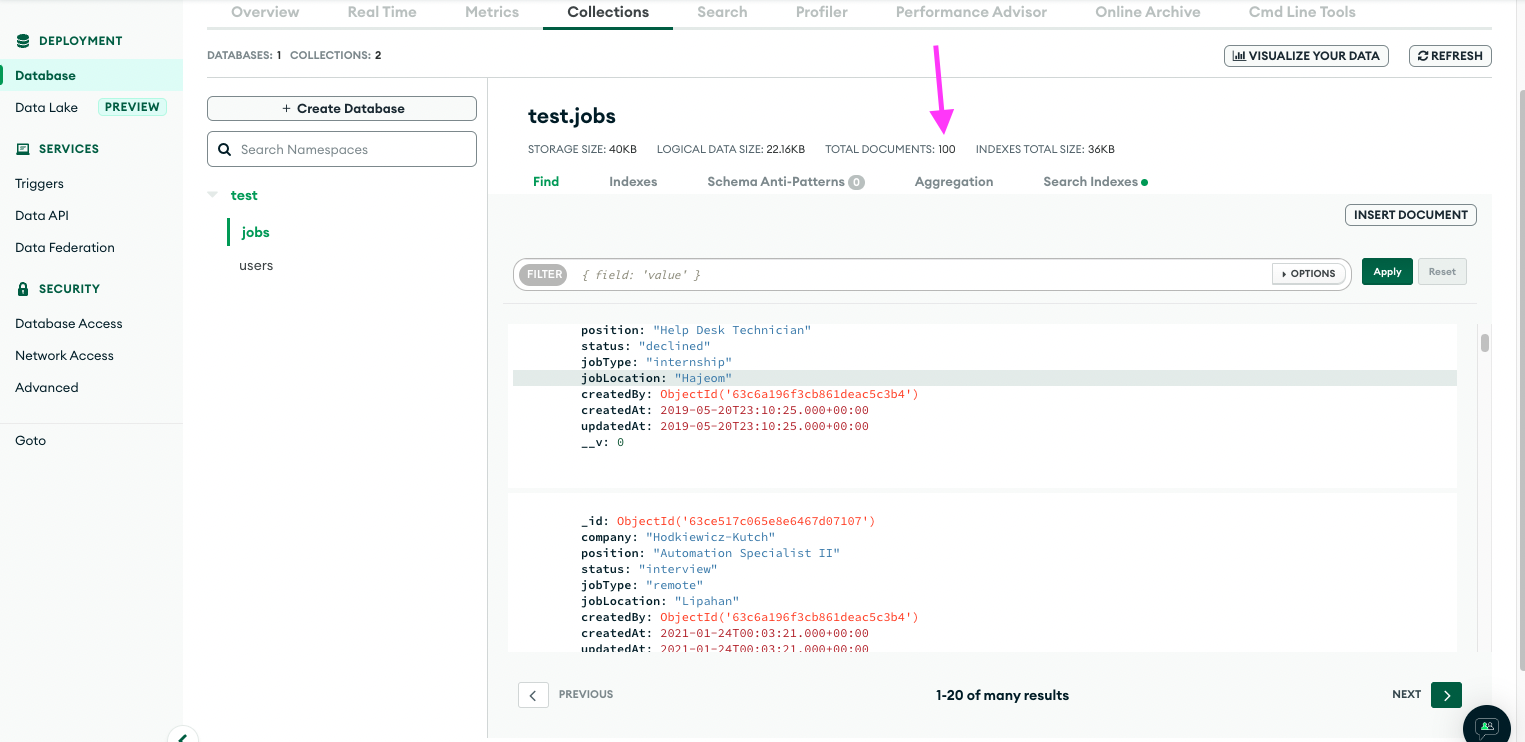 Overview Real Time Metrics Collections Search Profiler Performance Advisor Online Archive Cmd Line Tools
DEPLOYMENT
Database
Data Lake PREVIEW
SERVICES
Triggers
Data API
Data Federation
SECURITY
Database Access
Network Access
Advanced
Goto
DATABASES: 1 COLLECTIONS: 2
VISUALIZE YOUR DATA
REFRESH
+ Create Database
Search Namespaces
test
jobs
users
test.jobs
STORAGE SIZE: 40KB LOGICAL DATA SIZE: 22.16KB TOTAL DOCUMENTS: 100 INDEXES TOTAL SIZE: 36KB
Find Indexes Schema Anti-Patterns 0 Aggregation Search Indexes
INSERT DOCUMENT
FILTER { field: 'value' } OPTIONS Apply Reset
position: "Help Desk Technician"
status: "declined"
jobType: "internship"
jobLocation: "Hajeom"
createdBy: ObjectId('63c6a196f3cb861deac5c3b4')
createdAt: 2019-05-20T23:10:25.000+00:00
updatedAt: 2019-05-20T23:10:25.000+00:00
__v: 0
_id: ObjectId('63ce517c065e8e6467d07107')
company: "Hodkiewicz-Kutch"
position: "Automation Specialist II"
status: "interview"
jobType: "remote"
jobLocation: "Lipahan"
createdBy: ObjectId('63c6a196f3cb861deac5c3b4')
createdAt: 2021-01-24T00:03:21.000+00:00
updatedAt: 2021-01-24T00:03:21.000+00:00
PREVIOUS 1-20 of many results NEXT